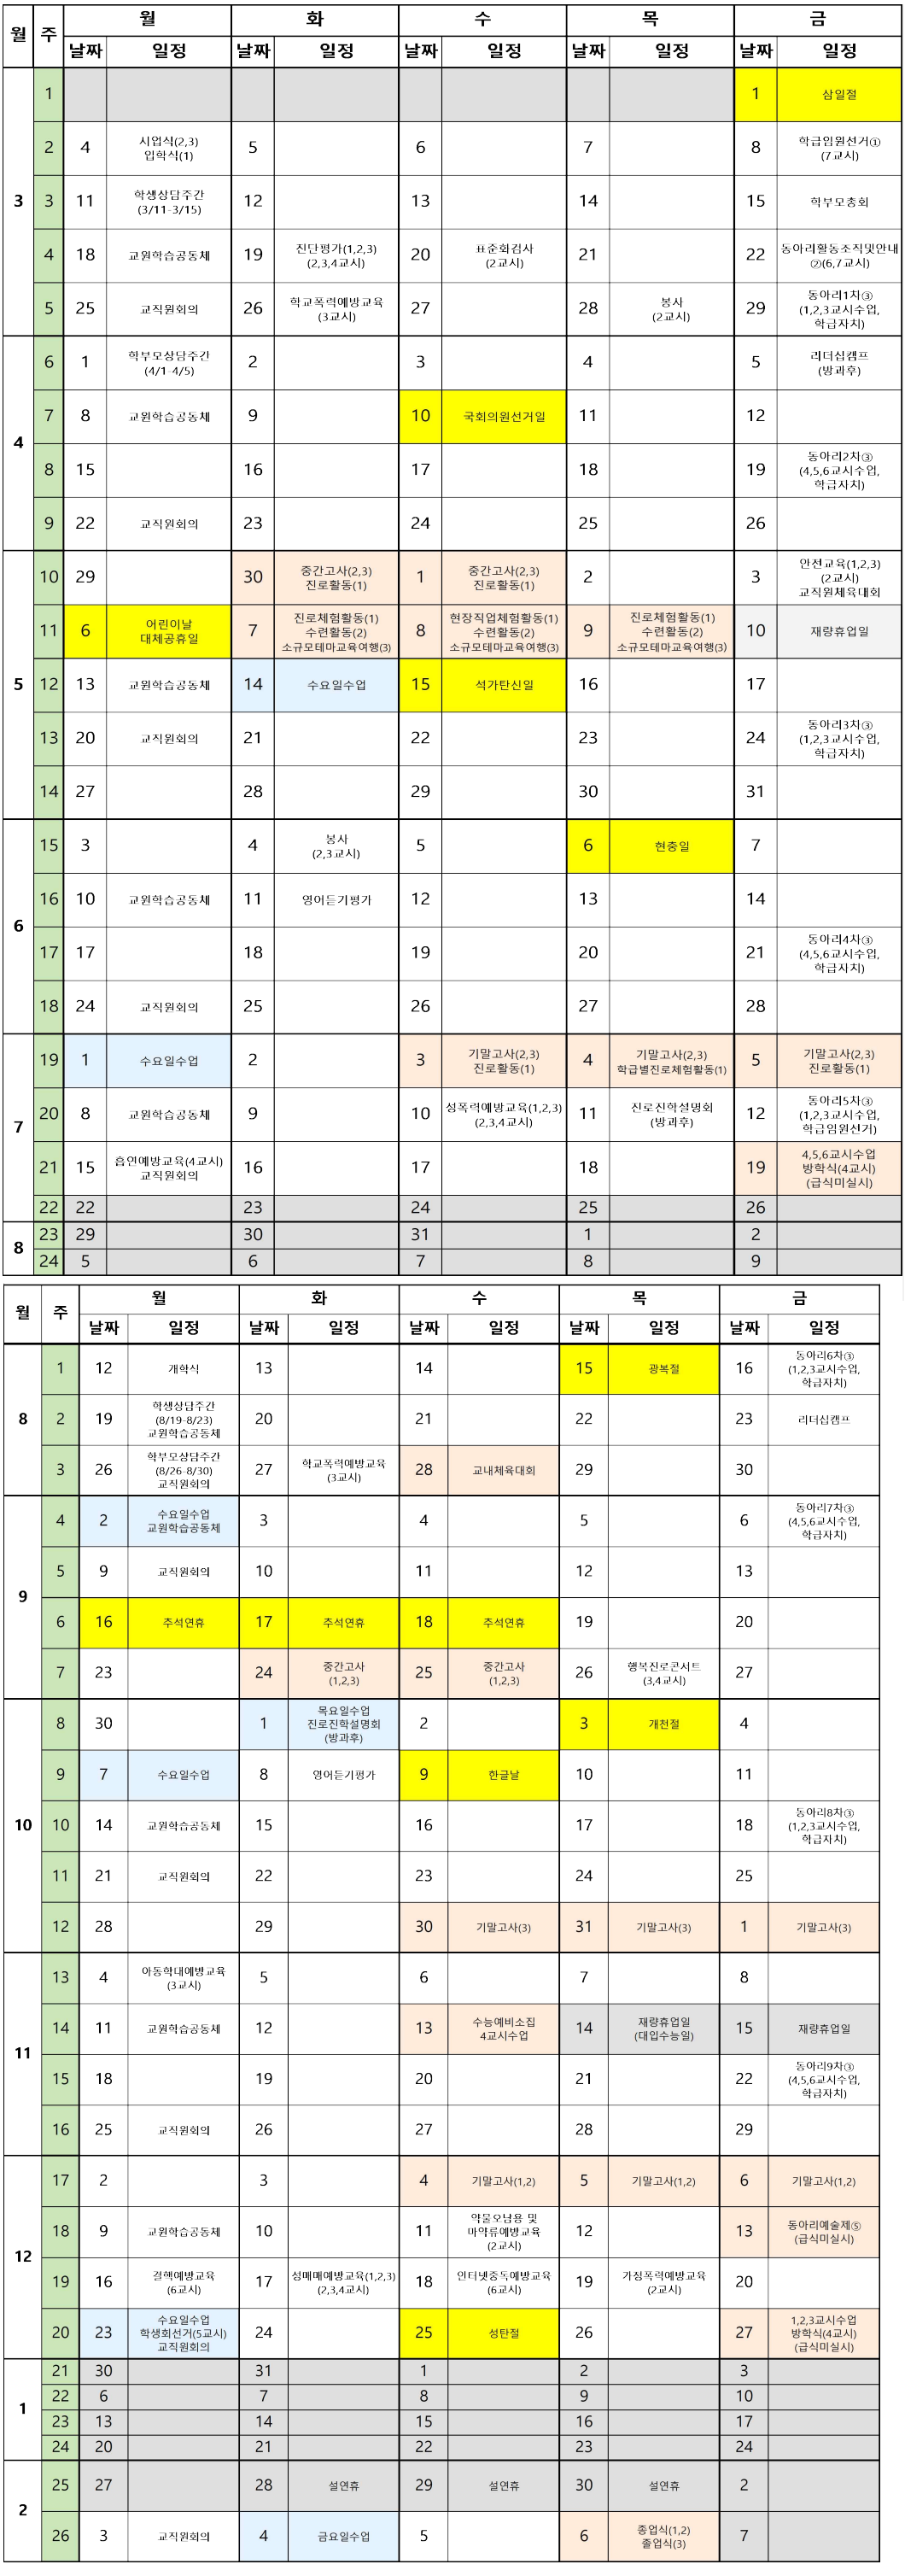 월 주 월 화 수 목 금
날짜 일정 날짜 일정 날짜 일정 날짜 일정 날짜 일정
3
1 1 삼일절
2 4 시업식(2,3)
입학식(1) 5 6 7 8 학급임원선거①
(7교시)
3 11 학생상담주간
(3/11-3/15) 12 13 14 15 학부모총회
4 18 교원학습공동체 19 진단평가(1,2,3)
(2,3,4교시) 20 표준화검사
(2교시) 21 22 동아리활동조직및안내
②(6,7교시)
5 25 교직원회의 26 학교폭력예방교육
(3교시) 27 28 봉사
(2교시) 29 동아리1차③
(1,2,3교시수업,
학급자치)
4
6 1 학부모상담주간
(4/1-4/5) 2 3 4 5 리더십캠프
(방과후)
7 8 교원학습공동체 9 10 국회의원선거일 11 12
8 15 16 17 18 19 동아리2차③
(4,5,6교시수업,
학급자치)
9 22 교직원회의 23 24 25 26
5
10 29 30 중간고사(2,3)
진로활동(1) 1 중간고사(2,3)
진로활동(1) 2 3 안전교육(1,2,3)
(2교시)
교직원체육대회
11 6 어린이날
대체공휴일 7 진로체험활동(1)
수련활동(2)
소규모테마교육여행(3) 8 현장직업체험활동(1)
수련활동(2)
소규모테마교육여행(3) 9 진로체험활동(1)
수련활동(2)
소규모테마교육여행(3) 10 재량휴업일
12 13 교원학습공동체 14 수요일수업 15 석가탄신일 16 17
13 20 교직원회의 21 22 23 24 동아리3차③
(1,2,3교시수업,
학급자치)
14 27 28 29 30 31
6
15 3 4 봉사
(2,3교시) 5 6 현충일 7
16 10 교원학습공동체 11 영어듣기평가 12 13 14
17 17 18 19 20 21 동아리4차③
(4,5,6교시수업,
학급자치)
18 24 교직원회의 25 26 27 28
7
19 1 수요일수업 2 3 기말고사(2,3)
진로활동(1) 4 기말고사(2,3)
학급별진로체험활동(1) 5 기말고사(2,3)
진로활동(1)
20 8 교원학습공동체 9 10 성폭력예방교육(1,2,3)
(2,3,4교시) 11 진로진학설명회
(방과후) 12 동아리5차③
(1,2,3교시수업,
학급임원선거)
21 15 흡연예방교육(4교시)
교직원회의 16 17 18 19 4,5,6교시수업
방학식(4교시)
(급식미실시)
22 22 23 24 25 26
8
23 29 30 31 1 2
24 5 6 7 8 9
월 주 월 화 수 목 금
날짜 일정 날짜 일정 날짜 일정 날짜 일정 날짜 일정
8
1 12 개학식 13 14 15 광복절 16 동아리6차③
(1,2,3교시수업,
학급자치)
2 19 학생상담주간
(8/19-8/23)
교원학습공동체 20 21 22 23 리더십캠프
3 26 학부모상담주간
(8/26-8/30)
교직원회의 27 학교폭력예방교육
(3교시) 28 교내체육대회 29 30
9
4 2 수요일수업
교원학습공동체 3 4 5 6 동아리7차③
(4,5,6교시수업,
학급자치)
5 9 교직원회의 10 11 12 13
6 16 추석연휴 17 추석연휴 18 추석연휴 19 20
7 23 24 중간고사
(1,2,3) 25 중간고사
(1,2,3) 26 행복진로콘서트
(3,4교시) 27
10
8 30 1 목요일수업
진로진학설명회
(방과후) 2 3 개천절 4
9 7 수요일수업 8 영어듣기평가 9 한글날 10 11
10 14 교원학습공동체 15 16 17 18 동아리8차③
(1,2,3교시수업,
학급자치)
11 21 교직원회의 22 23 24 25
12 28 29 30 기말고사(3) 31 기말고사(3) 1 기말고사(3)
11
13 4 아동학대예방교육
(3교시) 5 6 7 8
14 11 교원학습공동체 12 13 수능예비소집
4교시수업 14 재량휴업일
(대입수능일) 15 재량휴업일
15 18 19 20 21 22 동아리9차③
(4,5,6교시수업,
학급자치)
16 25 교직원회의 26 27 28 29
12
17 2 3 4 기말고사(1,2) 5 기말고사(1,2) 6 기말고사(1,2)
18 9 교원학습공동체 10 11 약물오남용 및
마약류예방교육
(2교시) 12 13 동아리예술제⑤
(급식미실시)
19 16 결핵예방교육
(6교시) 17 성매매예방교육(1,2,3)
(2,3,4교시) 18 인터넷중독예방교육
(6교시) 19 가정폭력예방교육
(2교시) 20
20 23 수요일수업
학생회선거(5교시)
교직원회의 24 25 성탄절 26 27 1,2,3교시수업
방학식(4교시)
(급식미실시)
1
21 30 31 1 2 3
22 6 7 8 9 10
23 13 14 15 16 17
24 20 21 22 23 24
2
25 27 28 설연휴 29 설연휴 30 설연휴 2
26 3 교직원회의 4 금요일수업 5 6 종업식(1,2)
졸업식(3) 7